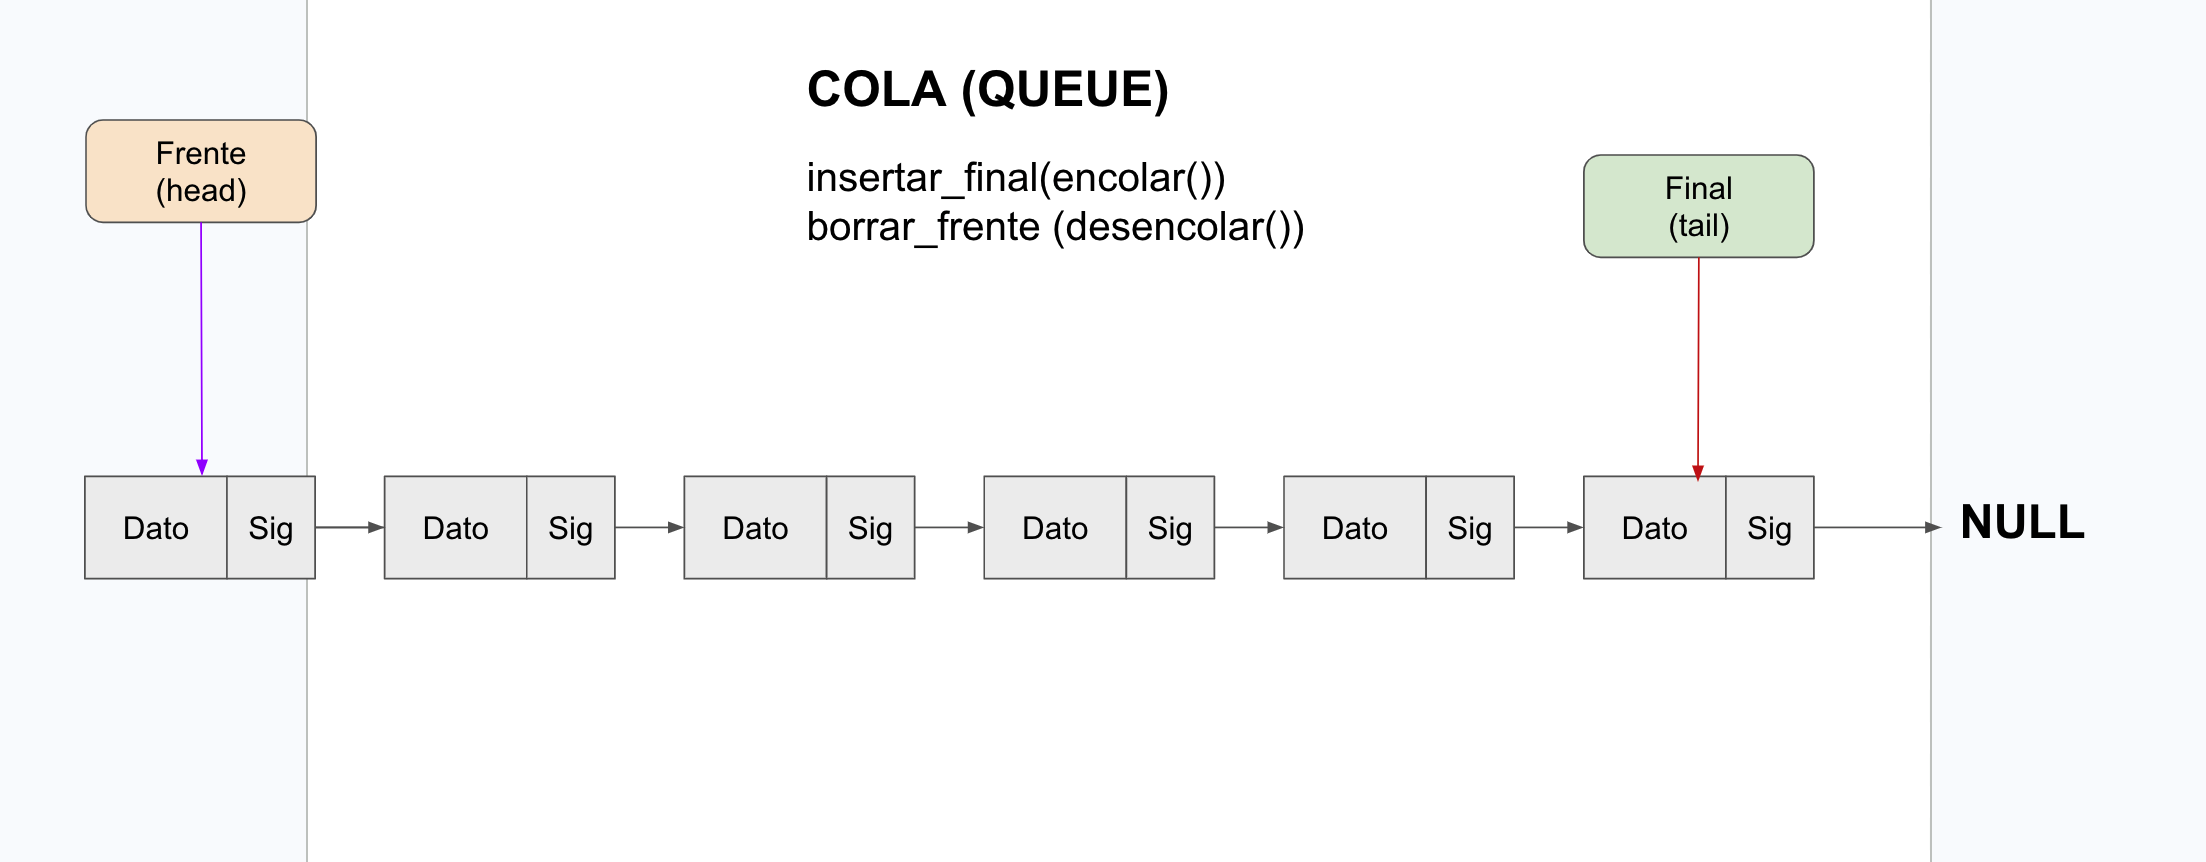 COLA (QUEUE)
Frente
(head)
insertar_final(encolar())
borrar_frente (desencolar())
Final
(tail)
Dato Sig Dato Sig Dato Sig Dato Sig Dato Sig Dato Sig NULL